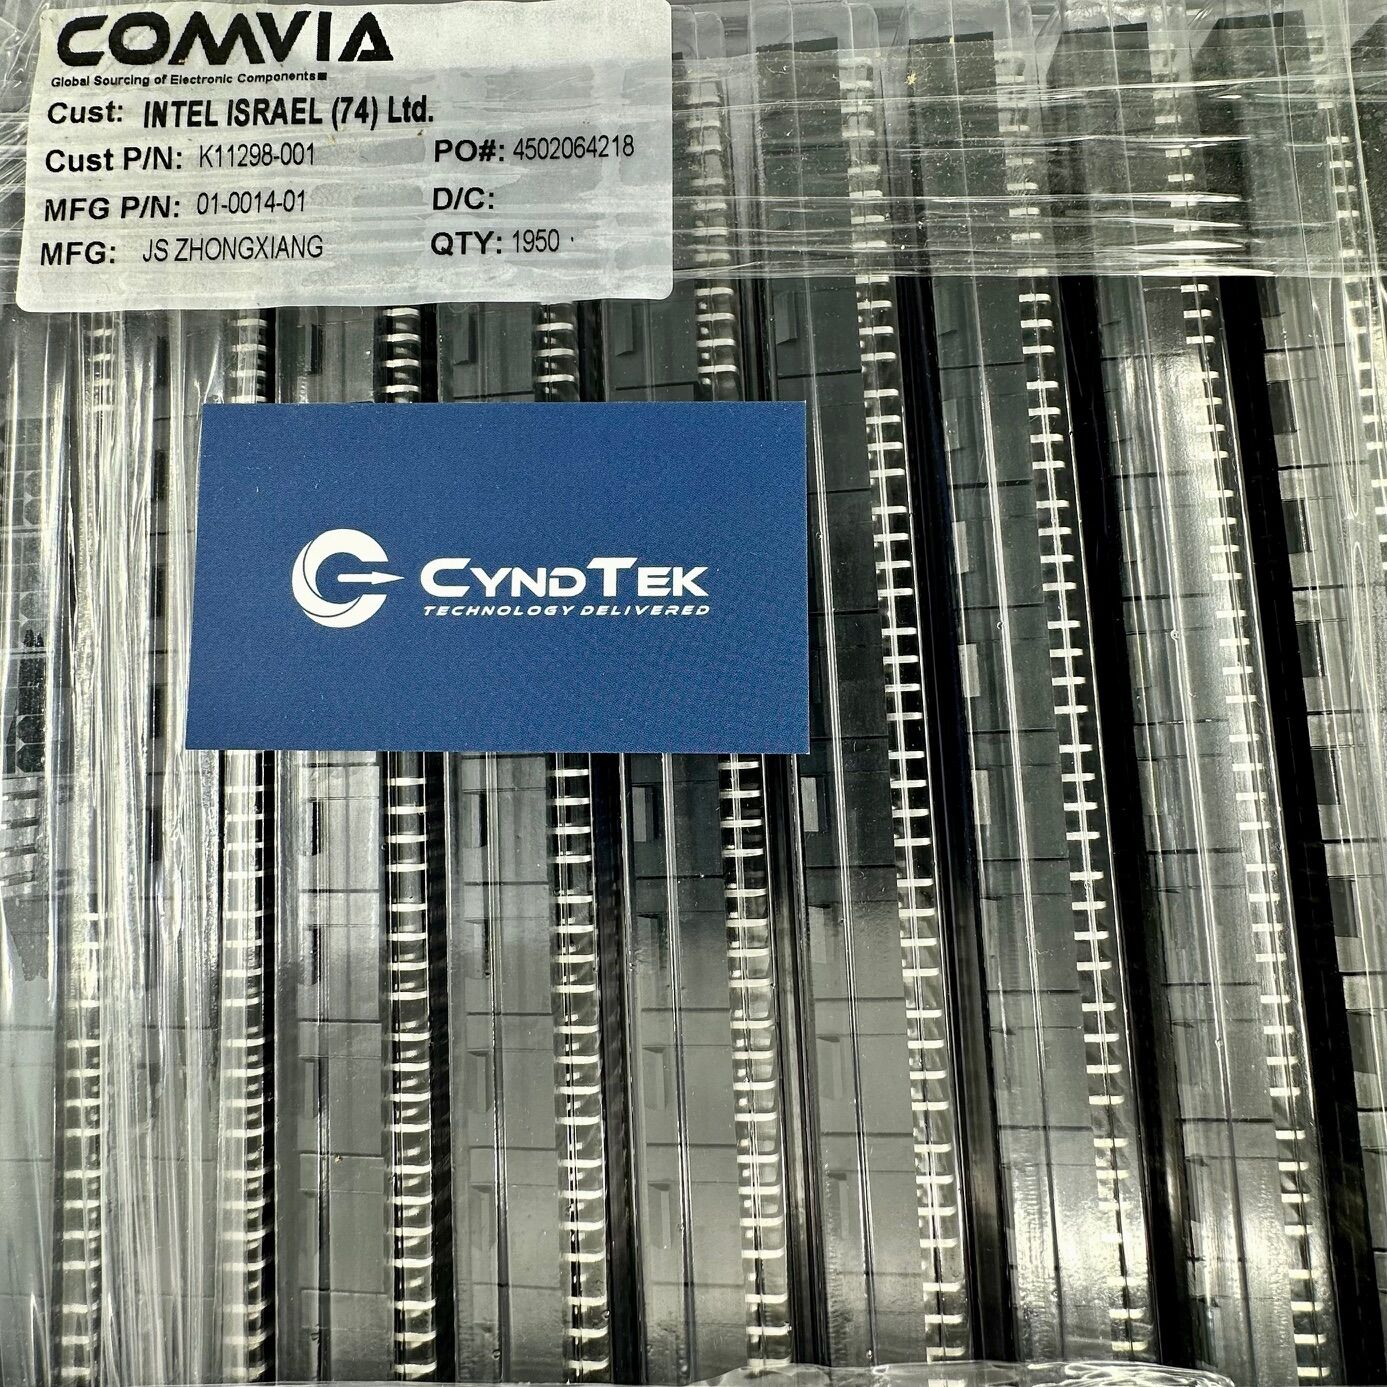 COMVIA
Global Sourcing of Electronic Components
Cust: INTEL ISRAEL (74) Ltd.
Cust P/N: K11298-001 PO#: 4502064218
MFG P/N: 01-0014-01 D/C:
MFG: JS ZHONGXIANG QTY: 1950
CYNDTEK
TECHNOLOGY DELIVERED